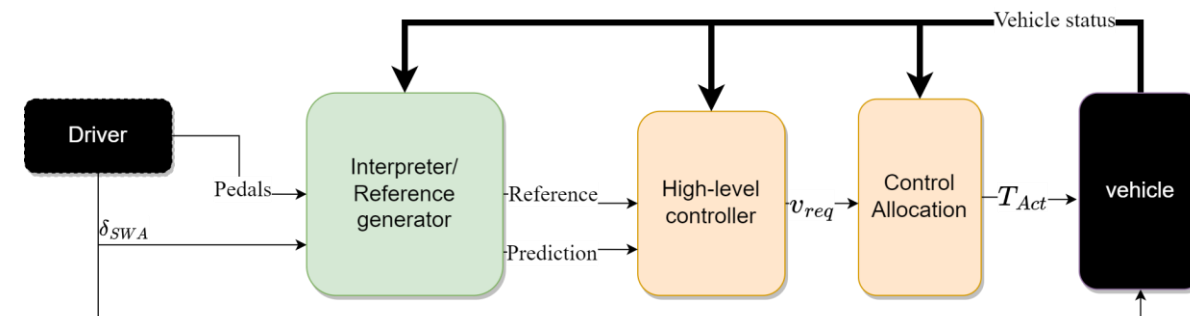 Vehicle status
Driver
Pedals
δ_SWA
Interpreter/
Reference
generator
Reference
Prediction
High-level
controller
v_req
Control
Allocation
T_Act
vehicle